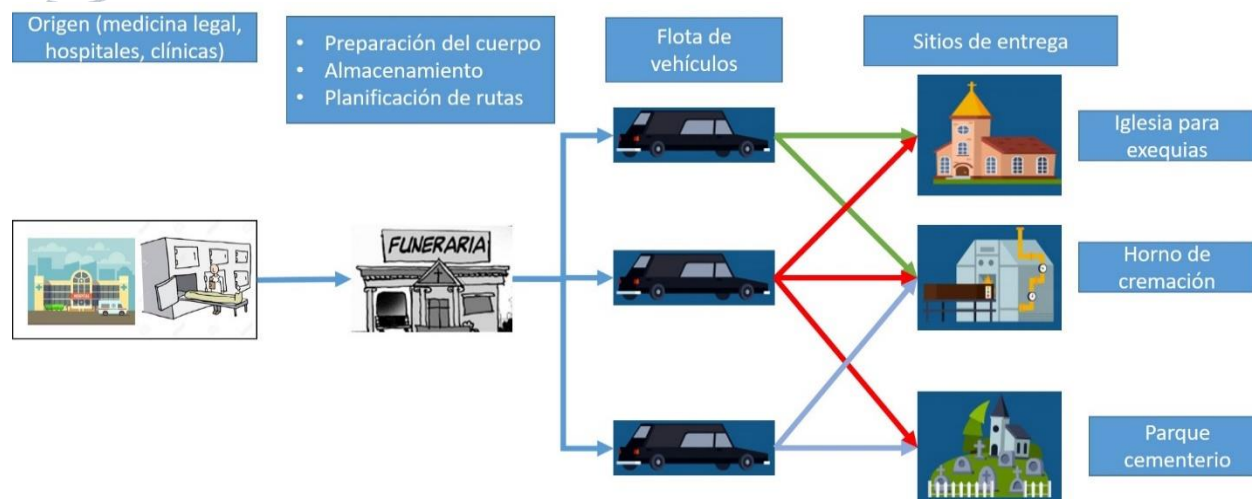 Origen (medicina legal,
hospitales, clínicas)
• Preparación del cuerpo
• Almacenamiento
• Planificación de rutas
Flota de
vehículos
Sitios de entrega
Iglesia para
exequias
FUNERARIA
HOSPITAL
Horno de
cremación
Parque
cementerio